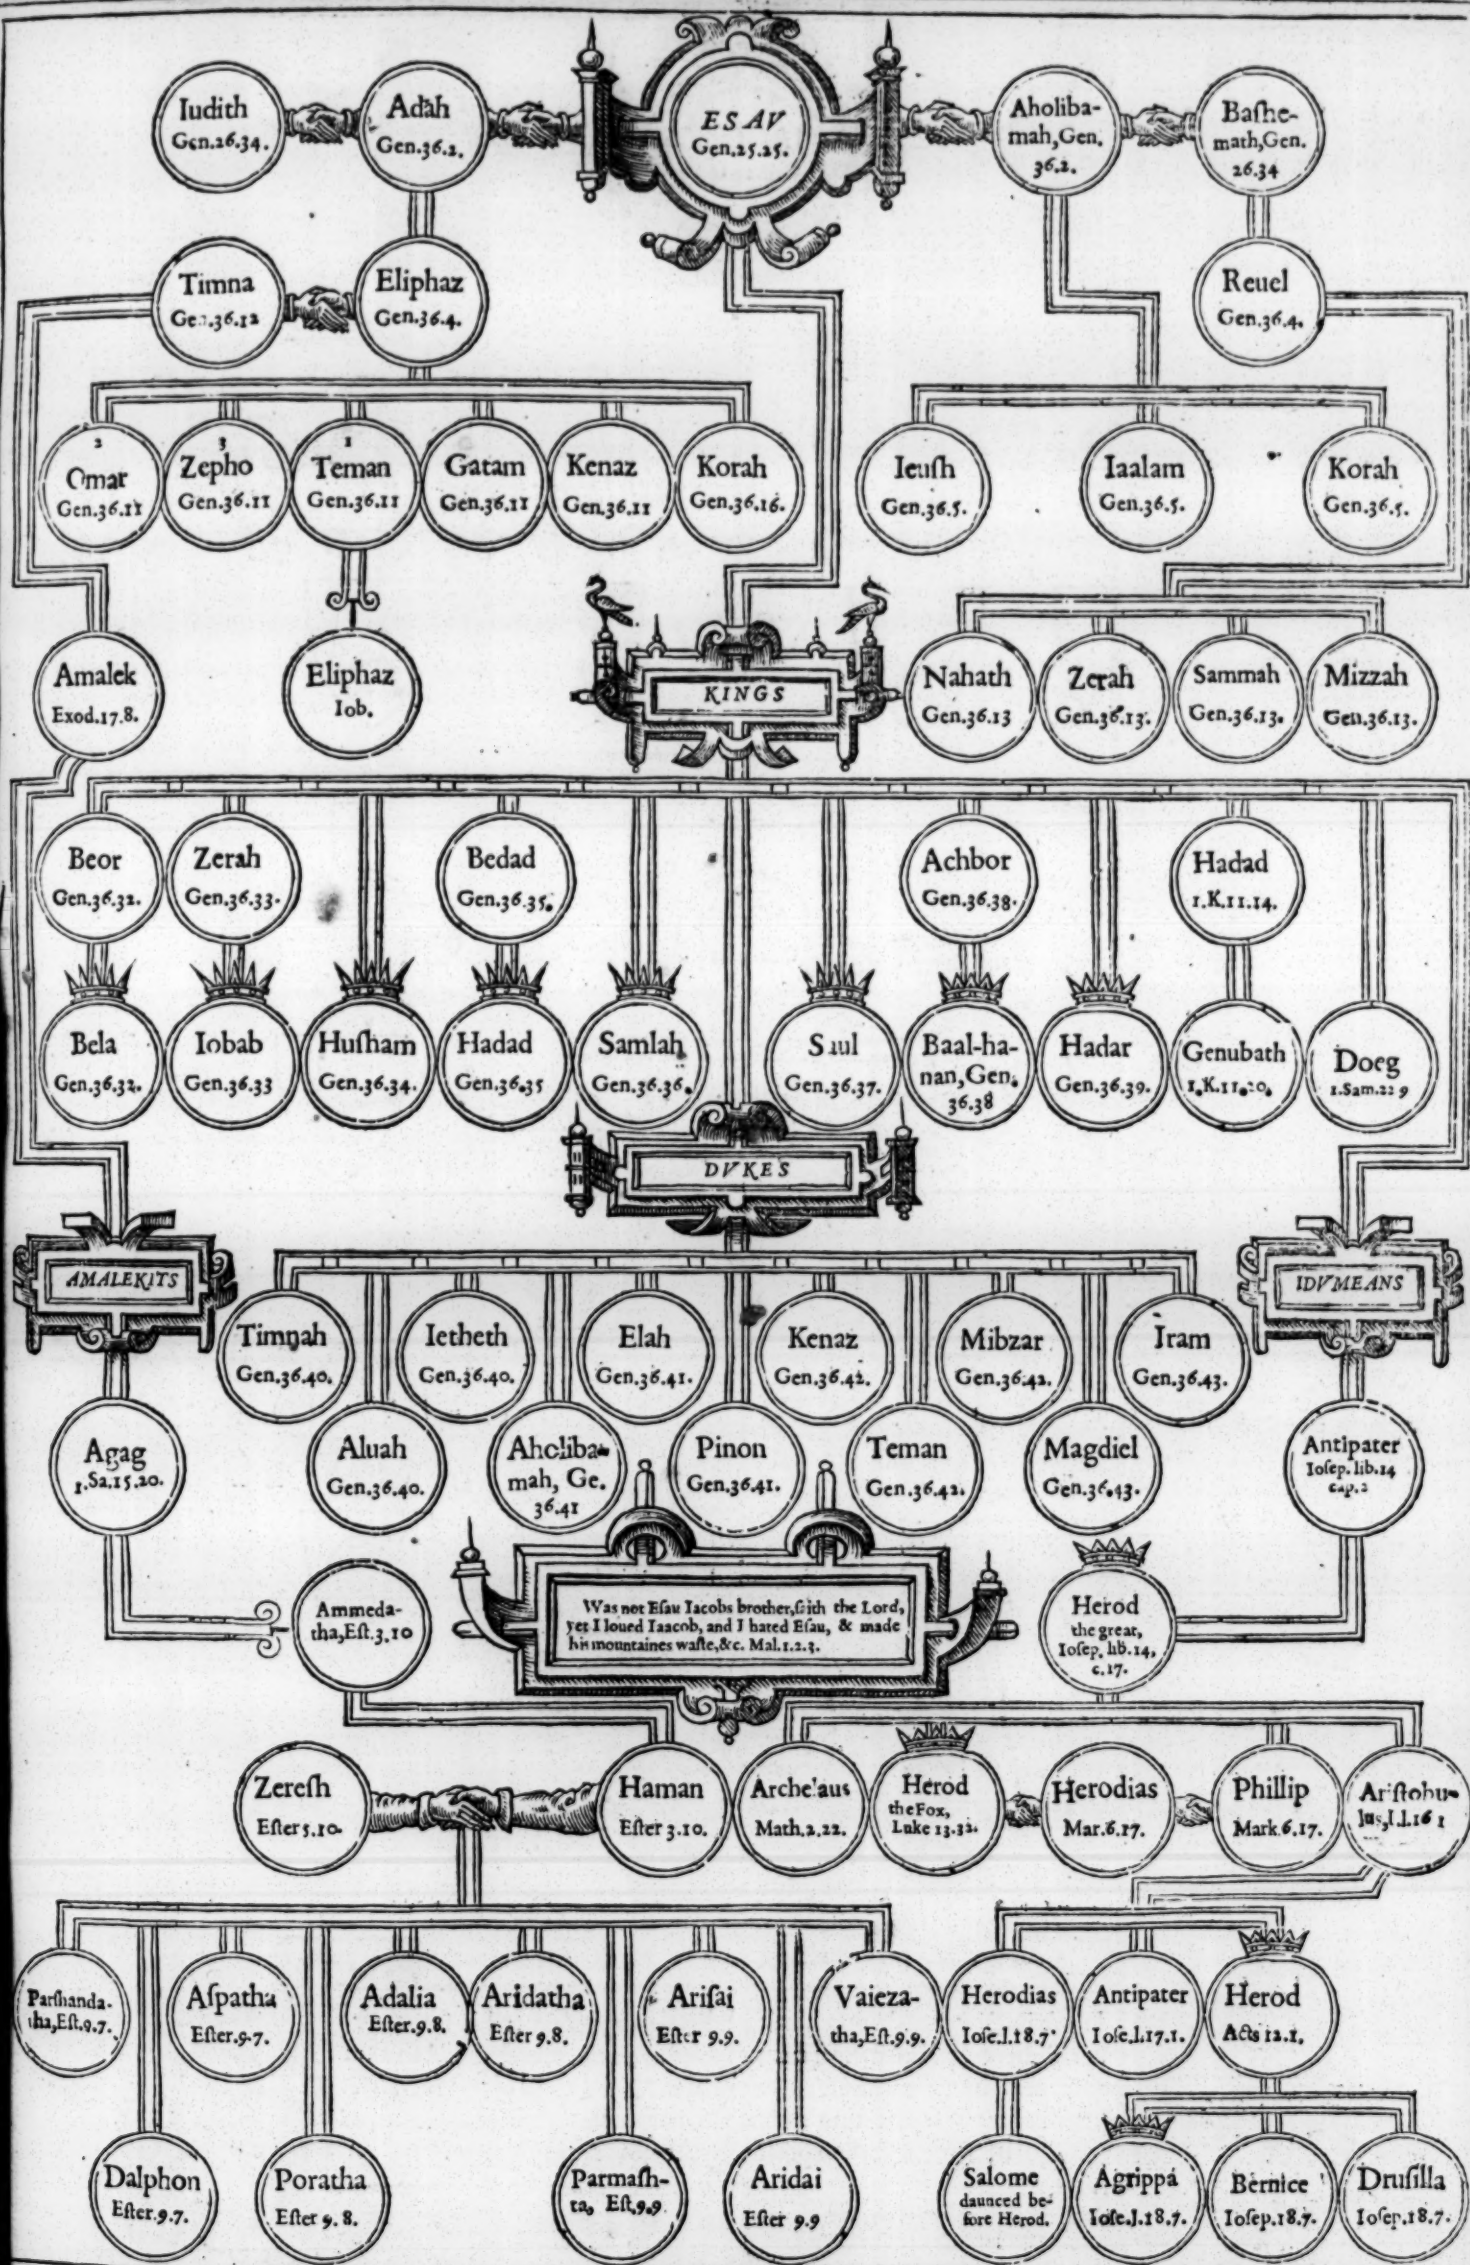 Iudith
Gen.26.34.
Adah
Gen.36.2.
ESAV
Gen.25.25.
Aholiba-
mah,Gen.
36.2.
Baſhe-
math,Gen.
26.34
Timna
Gen.36.12
Eliphaz
Gen.36.4.
Reuel
Gen.36.4.
2
Omar
Gen.36.11
3
Zepho
Gen.36.11
1
Teman
Gen.36.11
Gatam
Gen.36.11
Kenaz
Gen.36.11
Korah
Gen.36.16.
Ieuſh
Gen.36.5.
Iaalam
Gen.36.5.
Korah
Gen.36.5.
Amalek
Exod.17.8.
Eliphaz
Iob.
KINGS
Nahath
Gen.36.13
Zerah
Gen.36.13.
Sammah
Gen.36.13.
Mizzah
Gen.36.13.
Beor
Gen.36.32.
Zerah
Gen.36.33.
Bedad
Gen.36.35.
Achbor
Gen.36.38.
Hadad
1.K.11.14.
Bela
Gen.36.32.
Iobab
Gen.36.33
Huſham
Gen.36.34.
Hadad
Gen.36.35
Samlah
Gen.36.36.
Saul
Gen.36.37.
Baal-ha-
nan,Gen.
36.38
Hadar
Gen.36.39.
Genubath
1.K.11.20.
Doeg
1.Sam.22 9
DVKES
AMALEKITS
IDVMEANS
Timnah
Gen.36.40.
Ietheth
Gen.36.40.
Elah
Gen.36.41.
Kenaz
Gen.36.42.
Mibzar
Gen.36.42.
Iram
Gen.36.43.
Agag
1.Sa.15.20.
Aluah
Gen.36.40.
Aholiba-
mah, Ge.
36.41
Pinon
Gen.36.41.
Teman
Gen.36.42.
Magdiel
Gen.36.43.
Antipater
Ioſep. lib.14
cap.2
Ammeda-
tha,Eſt.3.10
Was not Eſau Iacobs brother,ſaith the Lord,
yet I loued Iaacob, and I hated Eſau, & made
his mountaines waſte,&c. Mal.1.2.3.
Herod
the great,
Ioſep. lib.14,
c.17.
Zereſh
Eſter 5.10.
Haman
Eſter 3.10.
Archelaus
Math.2.22.
Herod
the Fox,
Luke 13.32.
Herodias
Mar.6.17.
Phillip
Mark.6.17.
Ariſtobu-
lus,I.l.16 1
Parſhanda-
tha,Eſt.9.7.
Aſpatha
Eſter.9.7.
Adalia
Eſter.9.8.
Aridatha
Eſter 9.8.
Ariſai
Eſter 9.9.
Vaieza-
tha,Eſt.9.9.
Herodias
Ioſe.l.18.7
Antipater
Ioſe.l.17.1.
Herod
Acts 12.1.
Dalphon
Eſter.9.7.
Poratha
Eſter 9.8.
Parmaſh-
ta, Eſt.9.9
Aridai
Eſter 9.9
Salome
daunced be-
fore Herod.
Agrippa
Ioſe.l.18.7.
Bernice
Ioſep.18.7.
Druſilla
Ioſep.18.7.